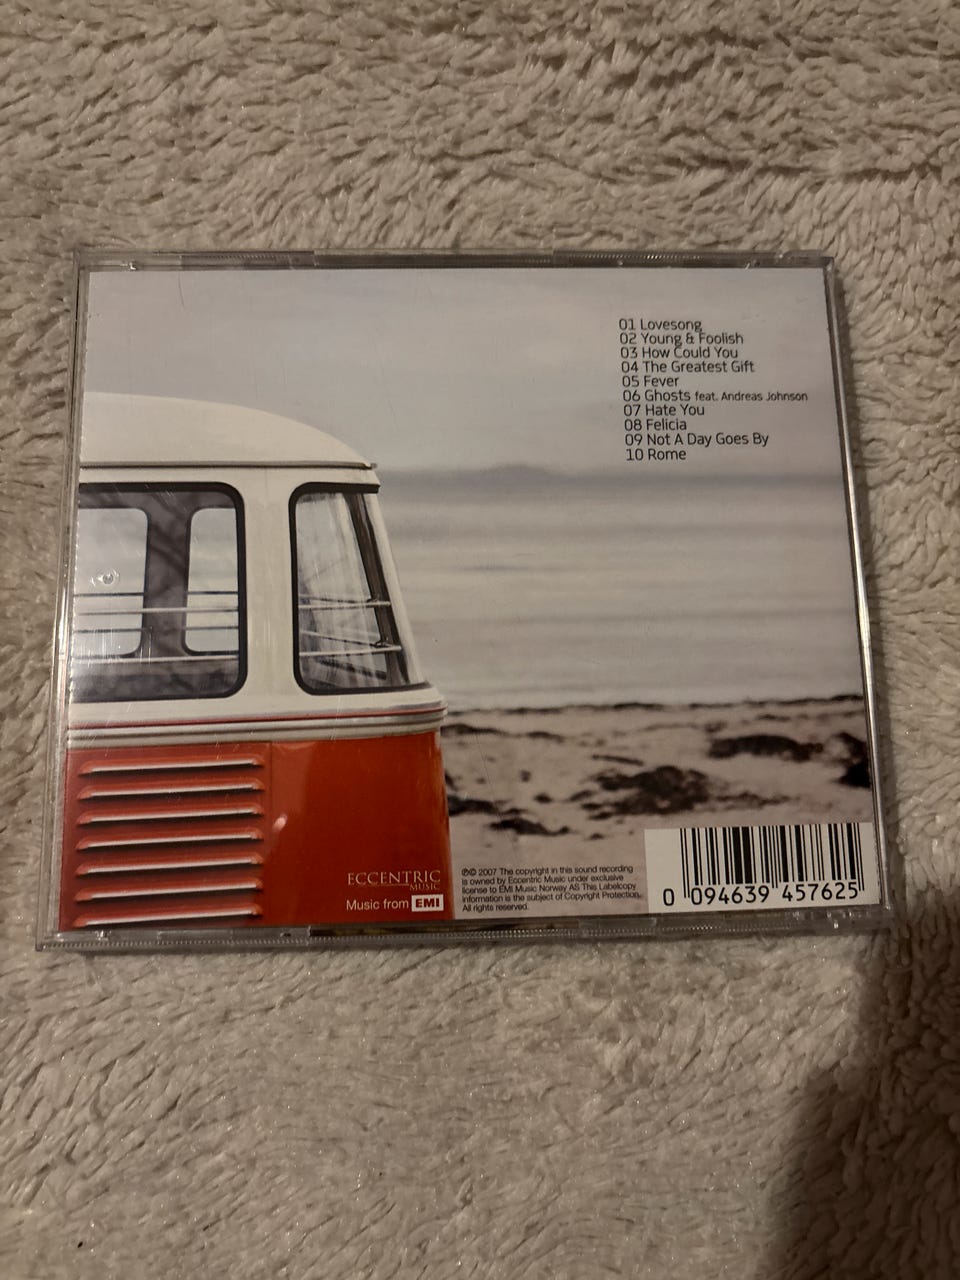 01 Lovesong
02 Young & Foolish
03 How Could You
04 The Greatest Gift
05 Fever
06 Ghosts feat. Andreas Johnson
07 Hate You
08 Felicia
09 Not A Day Goes By
10 Rome
ECCENTRIC
MUSIC
Music from EMI
℗© 2007 The copyright in this sound recording
is owned by Eccentric Music under exclusive
license to EMI Music Norway AS This Labelcopy
information is the subject of Copyright Protection.
All rights reserved.
0 094639 457625